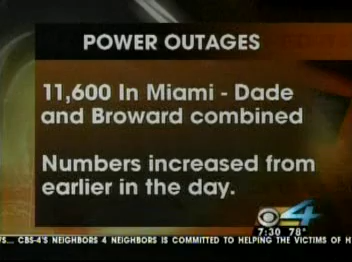 POWER OUTAGES
11,600 In Miami - Dade
and Broward combined
Numbers increased from
earlier in the day.
4
7:30 78°
S... CBS-4'S NEIGHBORS 4 NEIGHBORS IS COMMITTED TO HELPING THE VICTIMS OF H